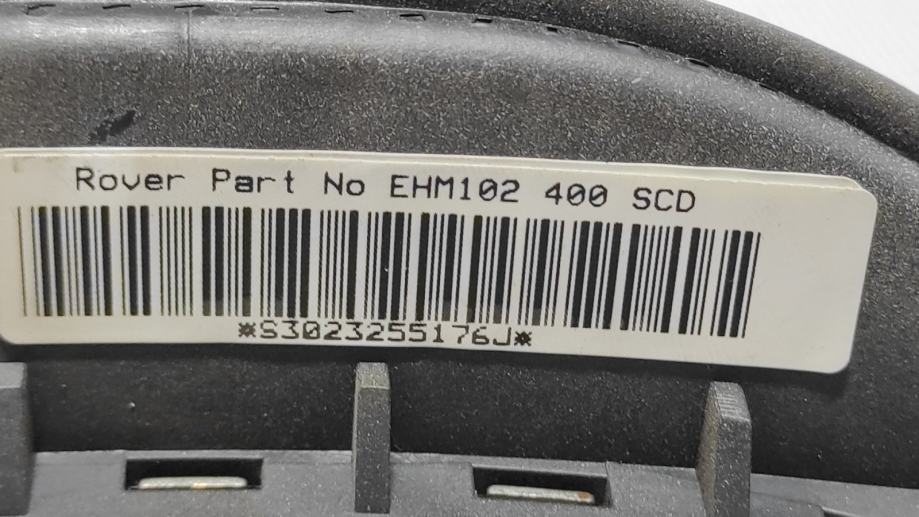 Rover Part No EHM102 400 SCD
*S3023255176J*